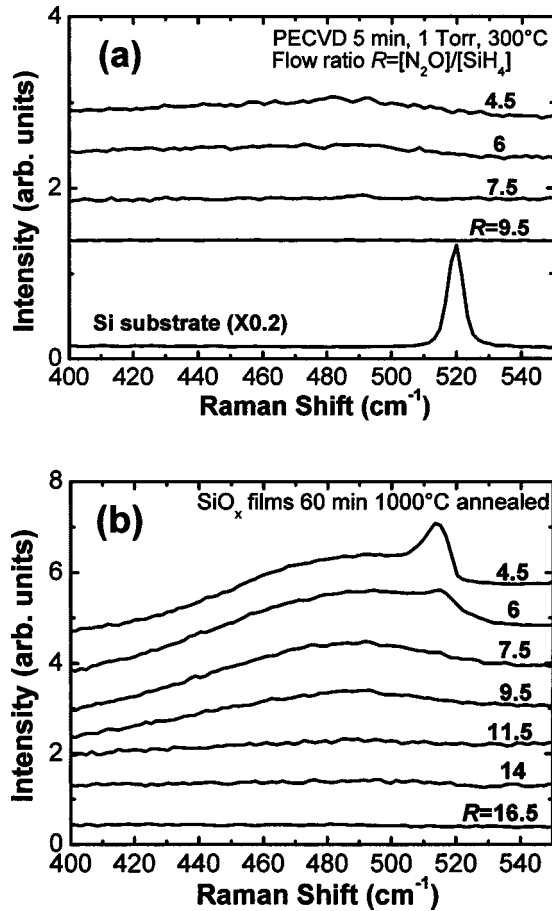 PECVD 5 min, 1 Torr, 300°C
(a)
Flow ratio R=[N₂O]/[SiH₄]
4
3
4.5
6
2
7.5
R=9.5
Si substrate (X0.2)
0
400 420 440 460 480 500 520 540
Intensity (arb. units)
Raman Shift (cm⁻¹)
8
(b)
SiOₓ films 60 min 1000°C annealed
6
4.5
6
4
7.5
9.5
2
11.5
14
R=16.5
0
400 420 440 460 480 500 520 540
Intensity (arb. units)
Raman Shift (cm⁻¹)